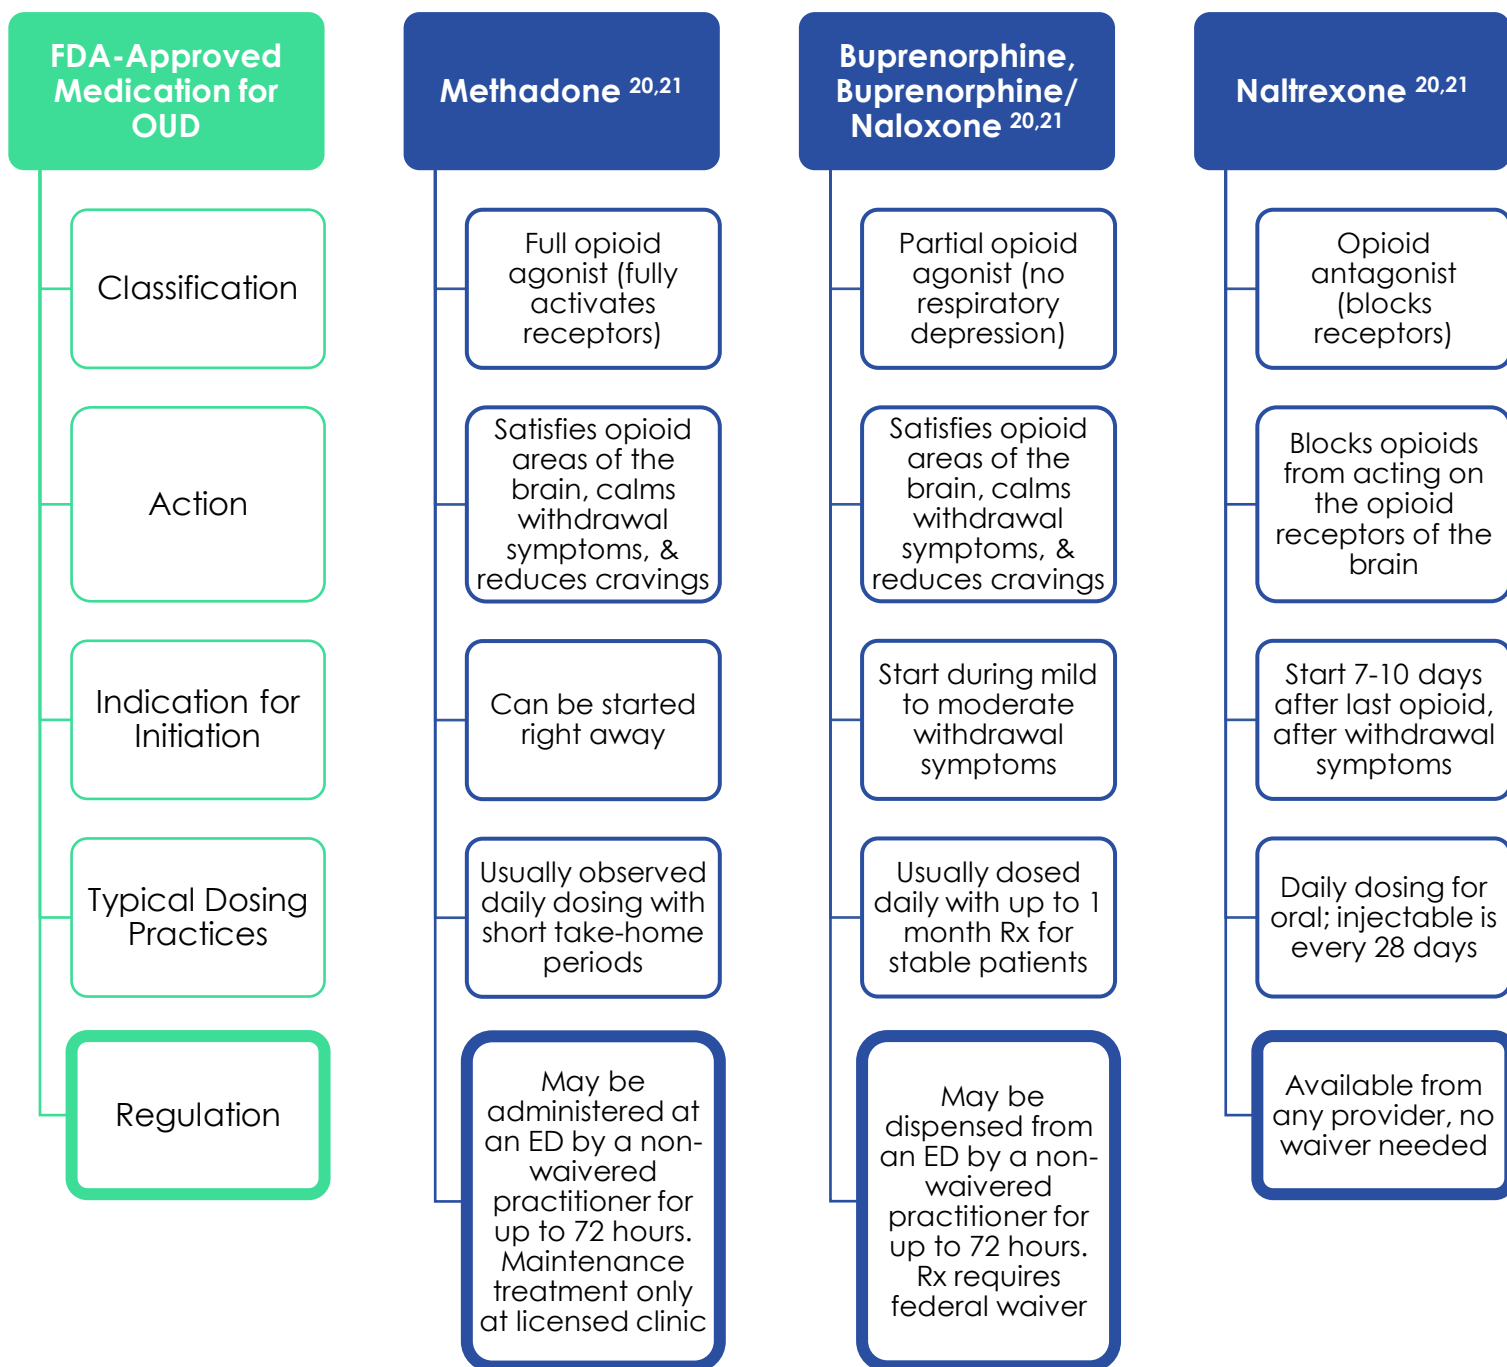 FDA-Approved
Medication for
OUD
Classification
Action
Indication for
Initiation
Typical Dosing
Practices
Regulation
Methadone 20,21
Full opioid
agonist (fully
activates
receptors)
Satisfies opioid
areas of the
brain, calms
withdrawal
symptoms, &
reduces cravings
Can be started
right away
Usually observed
daily dosing with
short take-home
periods
May be
administered at
an ED by a non-
waivered
practitioner for
up to 72 hours.
Maintenance
treatment only
at licensed clinic
Buprenorphine,
Buprenorphine/
Naloxone 20,21
Partial opioid
agonist (no
respiratory
depression)
Satisfies opioid
areas of the
brain, calms
withdrawal
symptoms, &
reduces cravings
Start during mild
to moderate
withdrawal
symptoms
Usually dosed
daily with up to 1
month Rx for
stable patients
May be
dispensed from
an ED by a non-
waivered
practitioner for
up to 72 hours.
Rx requires
federal waiver
Naltrexone 20,21
Opioid
antagonist
(blocks
receptors)
Blocks opioids
from acting on
the opioid
receptors of the
brain
Start 7-10 days
after last opioid,
after withdrawal
symptoms
Daily dosing for
oral; injectable is
every 28 days
Available from
any provider, no
waiver needed